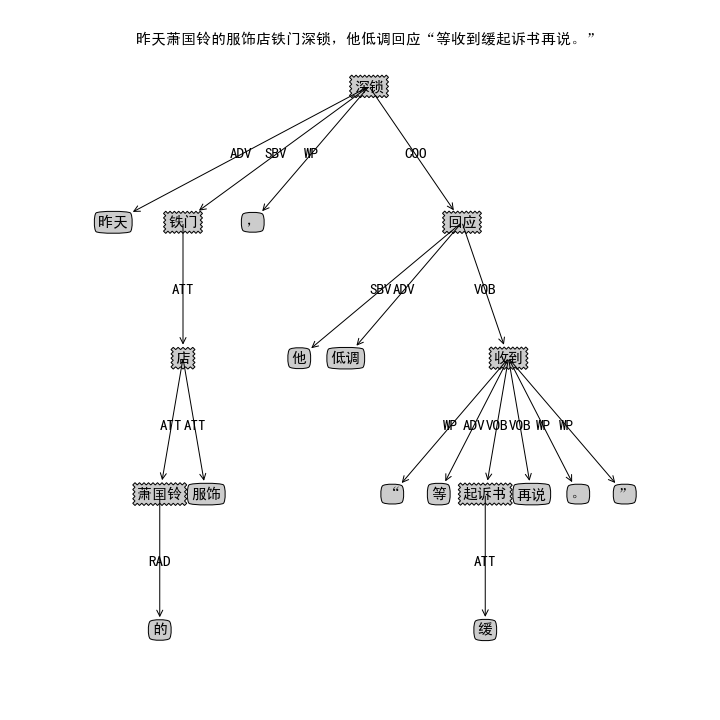 昨天萧国铃的服饰店铁门深锁，他低调回应“等收到缓起诉书再说。”
深锁
ADV SBV WP COO
昨天 铁门 ， 回应
ATT SBV ADV VOB
店 他 低调 收到
ATT ATT WP ADV VOB VOB WP WP
萧国铃 服饰 “ 等 起诉书 再说 。 ”
RAD ATT
的 缓